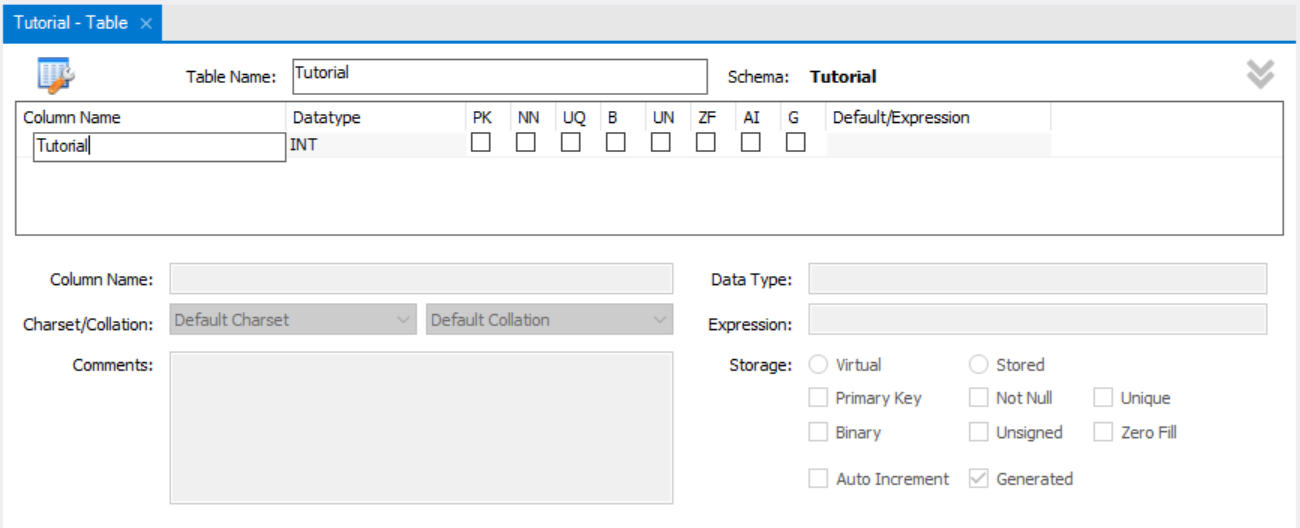 Tutorial - Table ×
Table Name: Tutorial Schema: Tutorial
Column Name Datatype PK NN UQ B UN ZF AI G Default/Expression
Tutorial INT
Column Name: Data Type:
Charset/Collation: Default Charset Default Collation Expression:
Comments: Storage: Virtual Stored
Primary Key Not Null Unique
Binary Unsigned Zero Fill
Auto Increment Generated